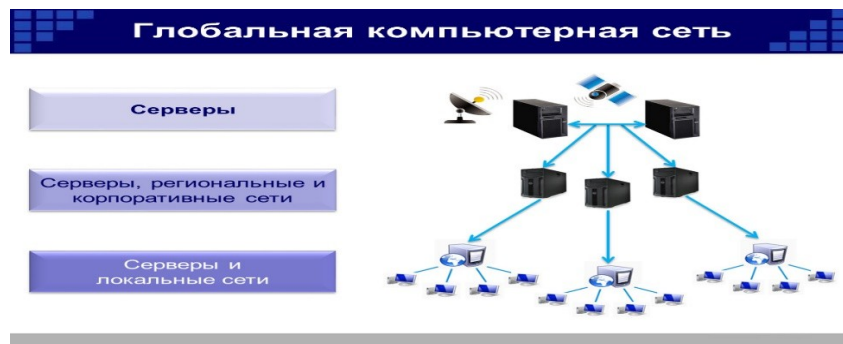 Глобальная компьютерная сеть
Серверы
Серверы, региональные и
корпоративные сети
Серверы и
локальные сети